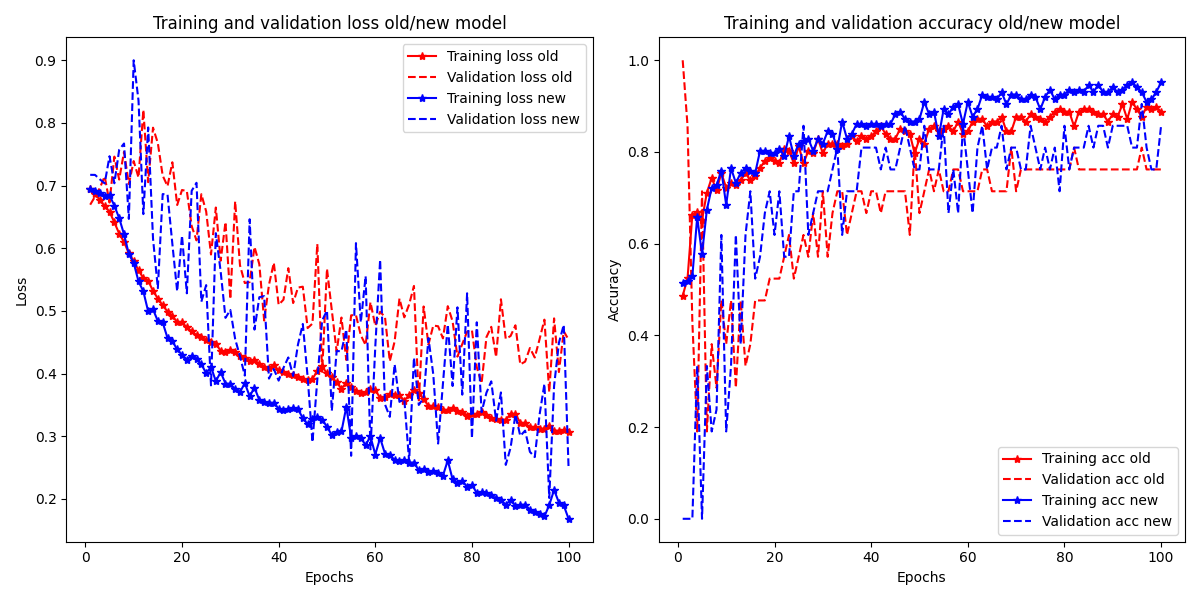 Training and validation loss old/new model
Loss
0.9
0.8
0.7
0.6
0.5
0.4
0.3
0.2
0
20
40
60
80
100
Epochs
Training loss old
Validation loss old
Training loss new
Validation loss new
Training and validation accuracy old/new model
Accuracy
1.0
0.8
0.6
0.4
0.2
0.0
0
20
40
60
80
100
Epochs
Training acc old
Validation acc old
Training acc new
Validation acc new